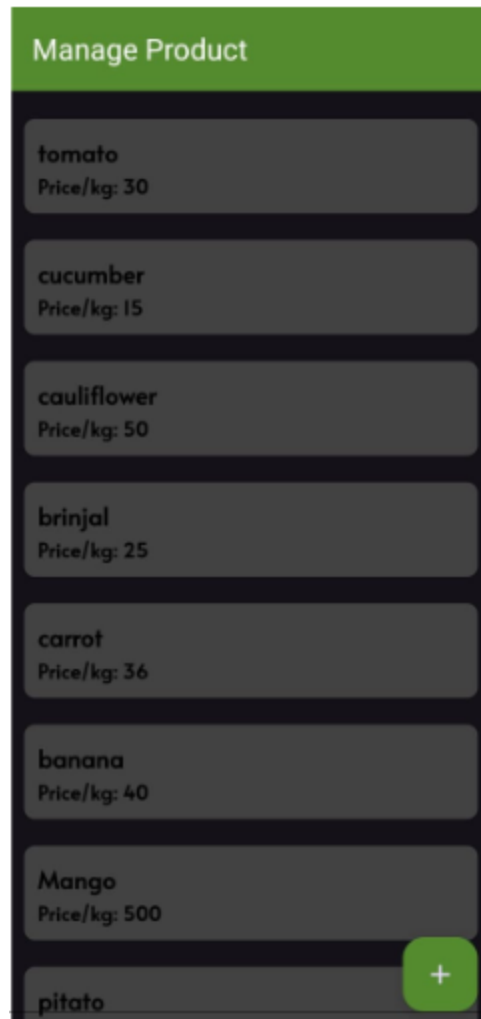 Manage Product
tomato
Price/kg: 30
cucumber
Price/kg: 15
cauliflower
Price/kg: 50
brinjal
Price/kg: 25
carrot
Price/kg: 36
banana
Price/kg: 40
Mango
Price/kg: 500
pitato
+